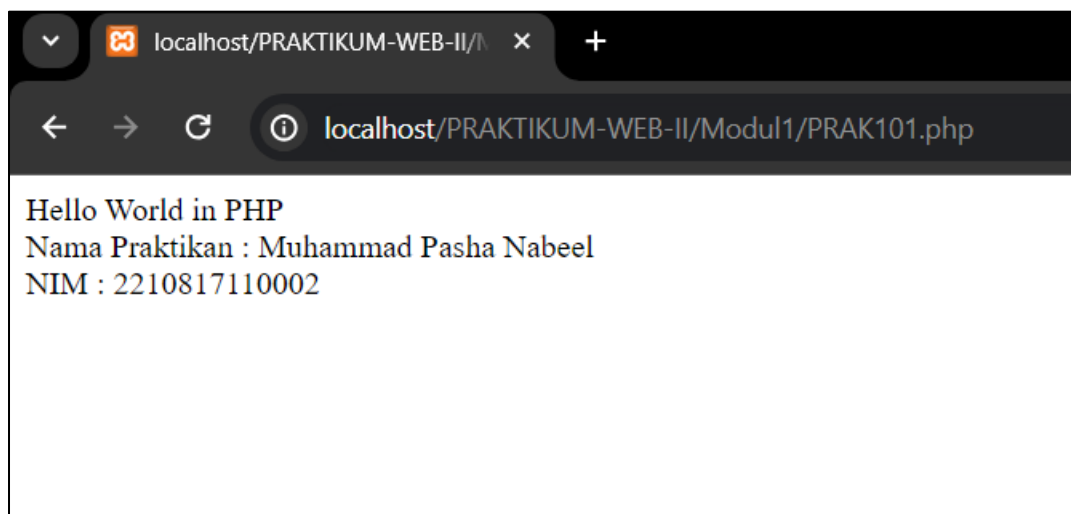 localhost/PRAKTIKUM-WEB-II/
localhost/PRAKTIKUM-WEB-II/Modul1/PRAK101.php
Hello World in PHP
Nama Praktikan : Muhammad Pasha Nabeel
NIM : 2210817110002